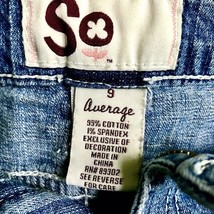 So
™
9
Average
99% COTTON
1% SPANDEX
EXCLUSIVE OF
DECORATION
MADE IN
CHINA
RN# 89302
SEE REVERSE
FOR CARE